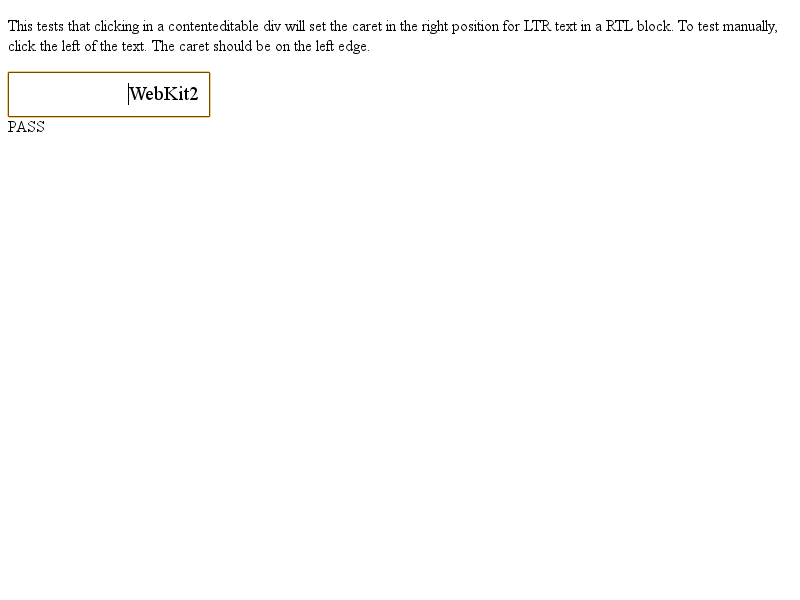 This tests that clicking in a contenteditable div will set the caret in the right position for LTR text in a RTL block. To test manually,
click the left of the text. The caret should be on the left edge.
WebKit2
PASS